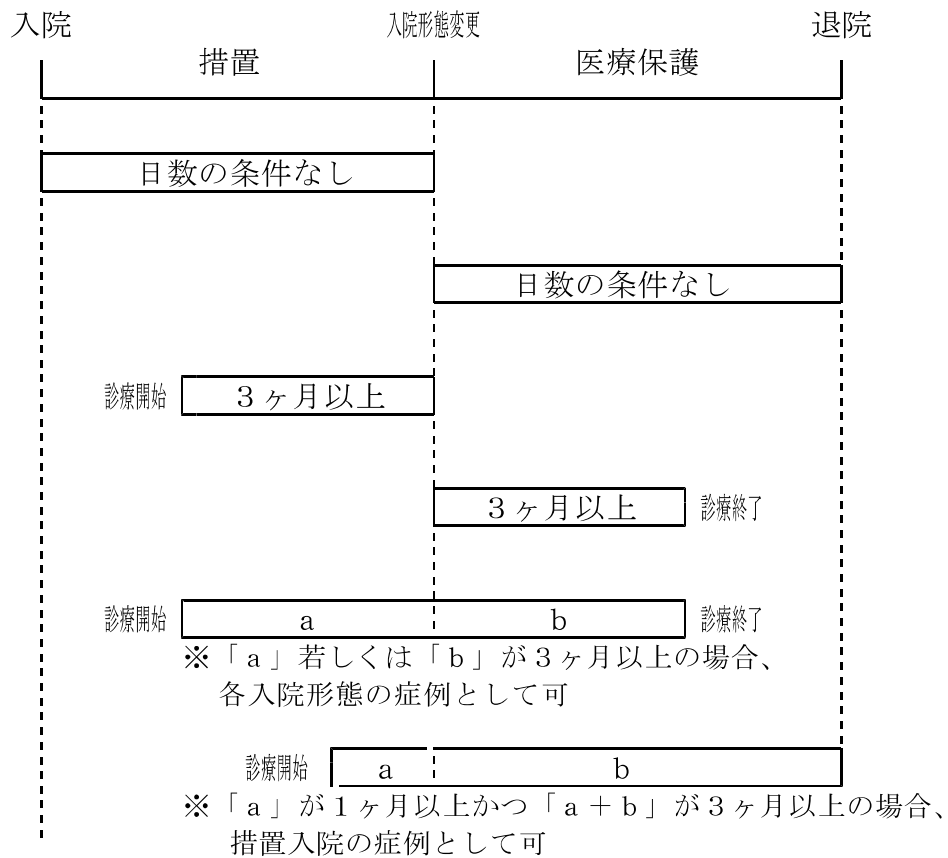 入院 入院形態変更 退院
措置 医療保護
日数の条件なし
日数の条件なし
診療開始 3ヶ月以上
3ヶ月以上 診療終了
診療開始 a b 診療終了
※「a」若しくは「b」が3ヶ月以上の場合、
各入院形態の症例として可
診療開始 a b
※「a」が1ヶ月以上かつ「a+b」が3ヶ月以上の場合、
措置入院の症例として可